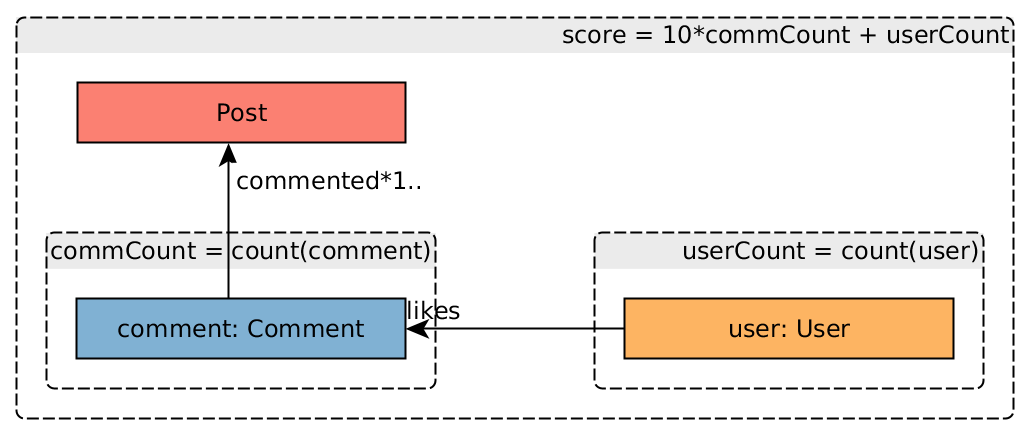 score = 10*commCount + userCount
Post
commented*1..
commCount = count(comment)
userCount = count(user)
likes
comment: Comment
user: User